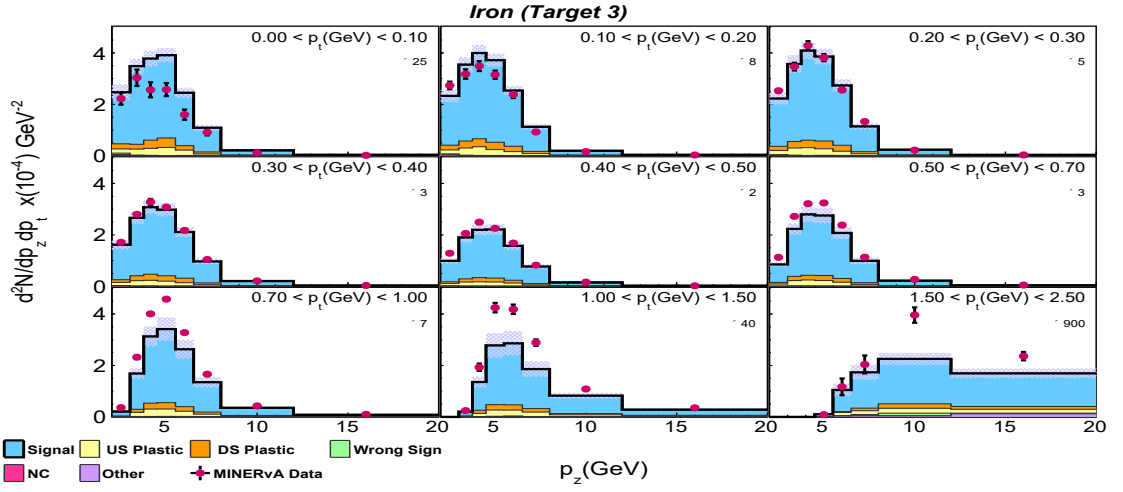 Iron (Target 3)
d²N/dp_z dp_t x(10⁻⁴) GeV⁻²
0.00 < p_t(GeV) < 0.10
ˆ 25
0.10 < p_t(GeV) < 0.20
ˆ 8
0.20 < p_t(GeV) < 0.30
ˆ 5
4
2
0
0.30 < p_t(GeV) < 0.40
ˆ 3
0.40 < p_t(GeV) < 0.50
ˆ 2
0.50 < p_t(GeV) < 0.70
ˆ 3
4
2
0
0.70 < p_t(GeV) < 1.00
ˆ 7
1.00 < p_t(GeV) < 1.50
ˆ 40
1.50 < p_t(GeV) < 2.50
ˆ 900
4
2
0
5 10 15 20 5 10 15 20 5 10 15 20
p_z(GeV)
Signal US Plastic DS Plastic Wrong Sign
NC Other MINERvA Data